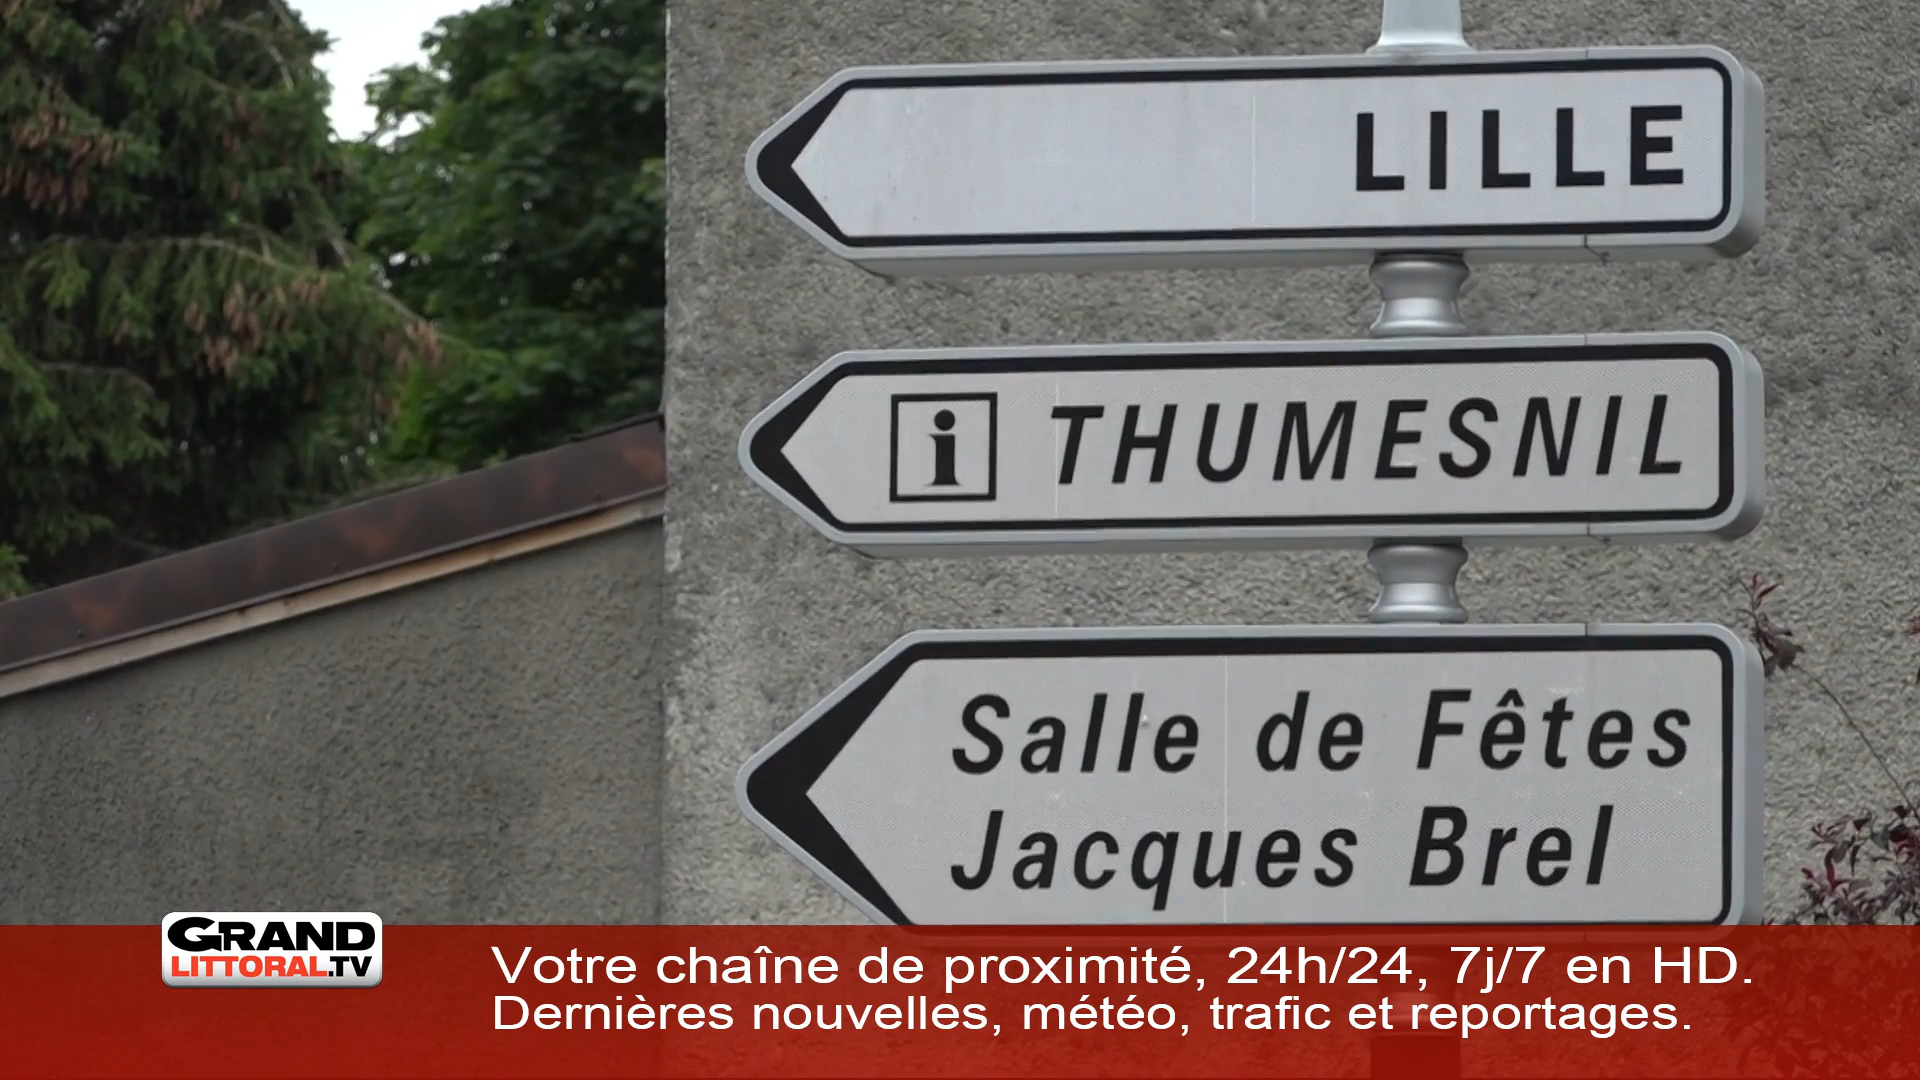 LILLE
i THUMESNIL
Salle de Fêtes
Jacques Brel
GRAND
LITTORAL.TV
Votre chaîne de proximité, 24h/24, 7j/7 en HD.
Dernières nouvelles, météo, trafic et reportages.